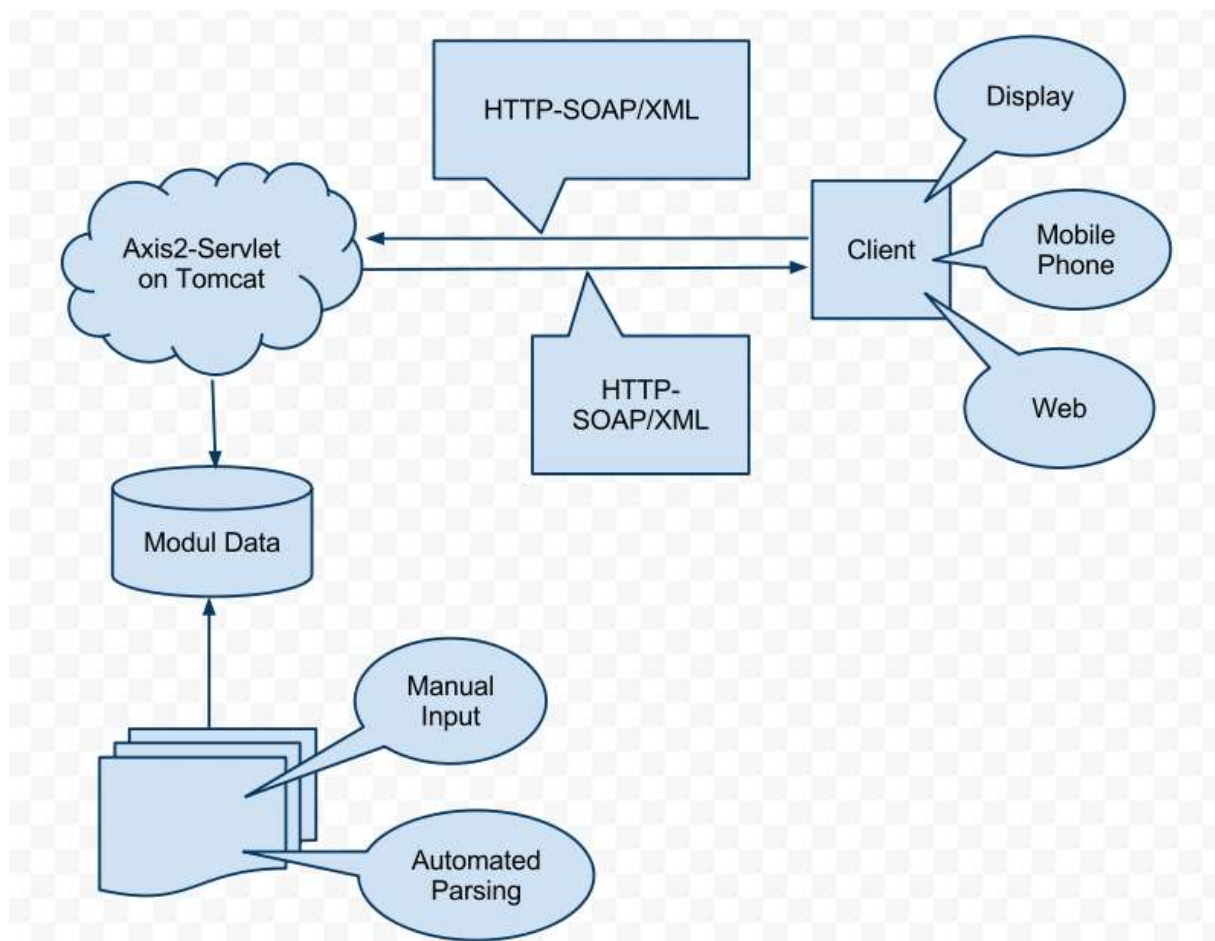 HTTP-SOAP/XML
Display
Axis2-Servlet
on Tomcat
Client
Mobile
Phone
HTTP-
SOAP/XML
Web
Modul Data
Manual
Input
Automated
Parsing